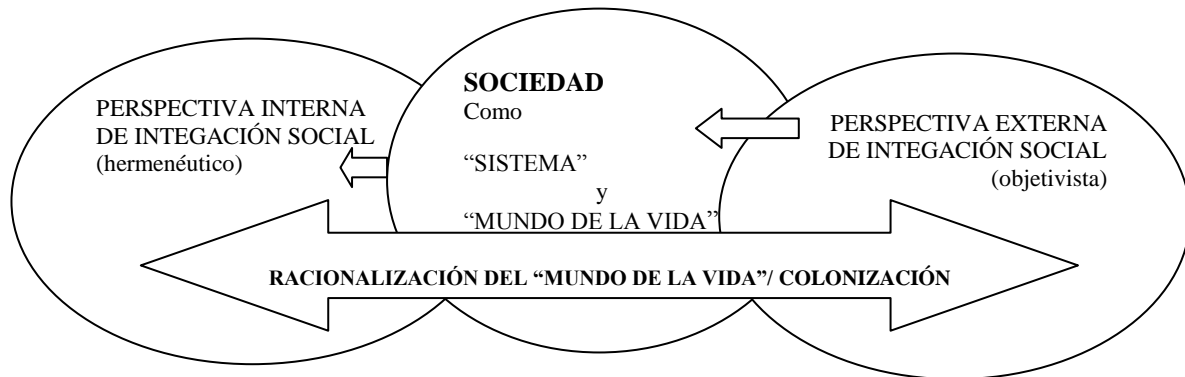 PERSPECTIVA INTERNA
DE INTEGACIÓN SOCIAL
(hermenéutico)
SOCIEDAD
Como
“SISTEMA”
y
“MUNDO DE LA VIDA”
PERSPECTIVA EXTERNA
DE INTEGACIÓN SOCIAL
(objetivista)
RACIONALIZACIÓN DEL “MUNDO DE LA VIDA”/ COLONIZACIÓN